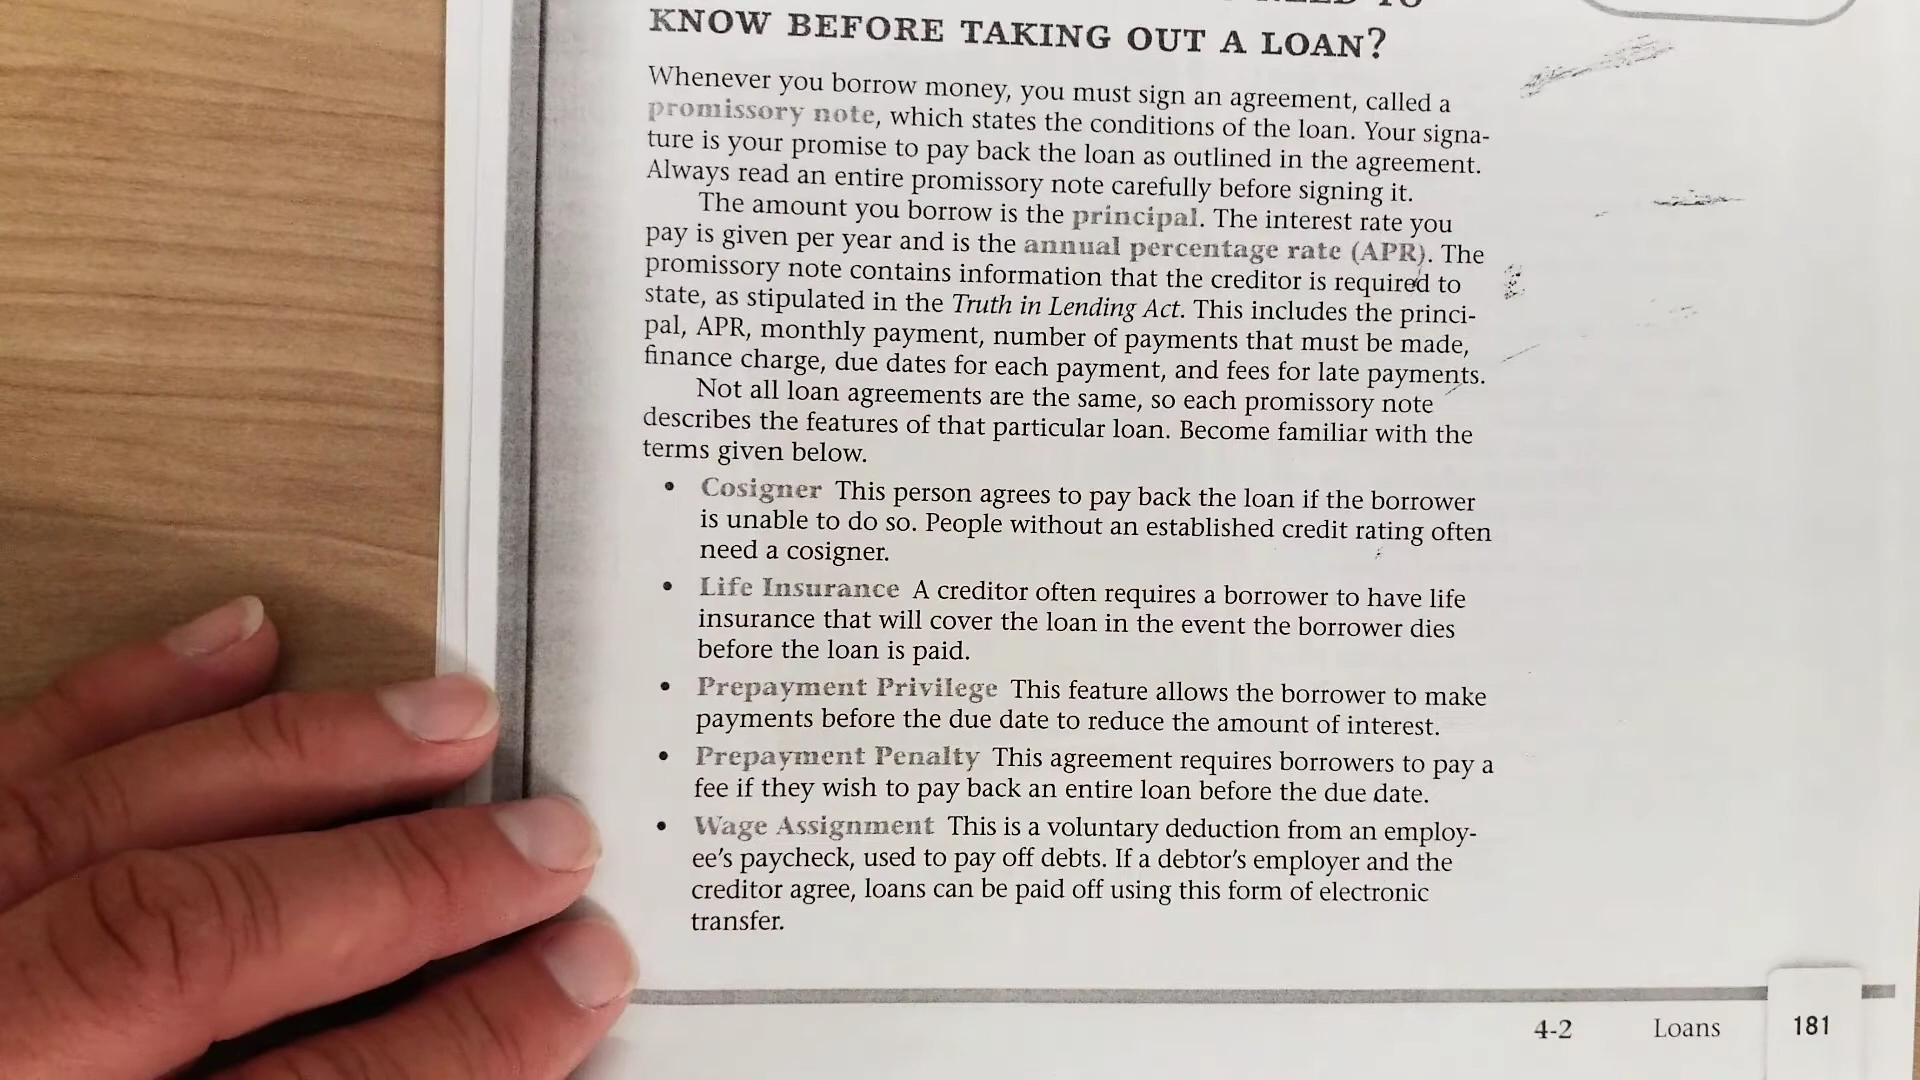 KNOW BEFORE TAKING OUT A LOAN?
Whenever you borrow money, you must sign an agreement, called a
promissory note, which states the conditions of the loan. Your signa-
ture is your promise to pay back the loan as outlined in the agreement.
Always read an entire promissory note carefully before signing it.
The amount you borrow is the principal. The interest rate you
pay is given per year and is the annual percentage rate (APR). The
promissory note contains information that the creditor is required to
state, as stipulated in the Truth in Lending Act. This includes the princi-
pal, APR, monthly payment, number of payments that must be made,
finance charge, due dates for each payment, and fees for late payments.
Not all loan agreements are the same, so each promissory note
describes the features of that particular loan. Become familiar with the
terms given below.
• Cosigner This person agrees to pay back the loan if the borrower
is unable to do so. People without an established credit rating often
need a cosigner.
• Life Insurance A creditor often requires a borrower to have life
insurance that will cover the loan in the event the borrower dies
before the loan is paid.
• Prepayment Privilege This feature allows the borrower to make
payments before the due date to reduce the amount of interest.
• Prepayment Penalty This agreement requires borrowers to pay a
fee if they wish to pay back an entire loan before the due date.
• Wage Assignment This is a voluntary deduction from an employ-
ee's paycheck, used to pay off debts. If a debtor's employer and the
creditor agree, loans can be paid off using this form of electronic
transfer.
4-2 Loans 181